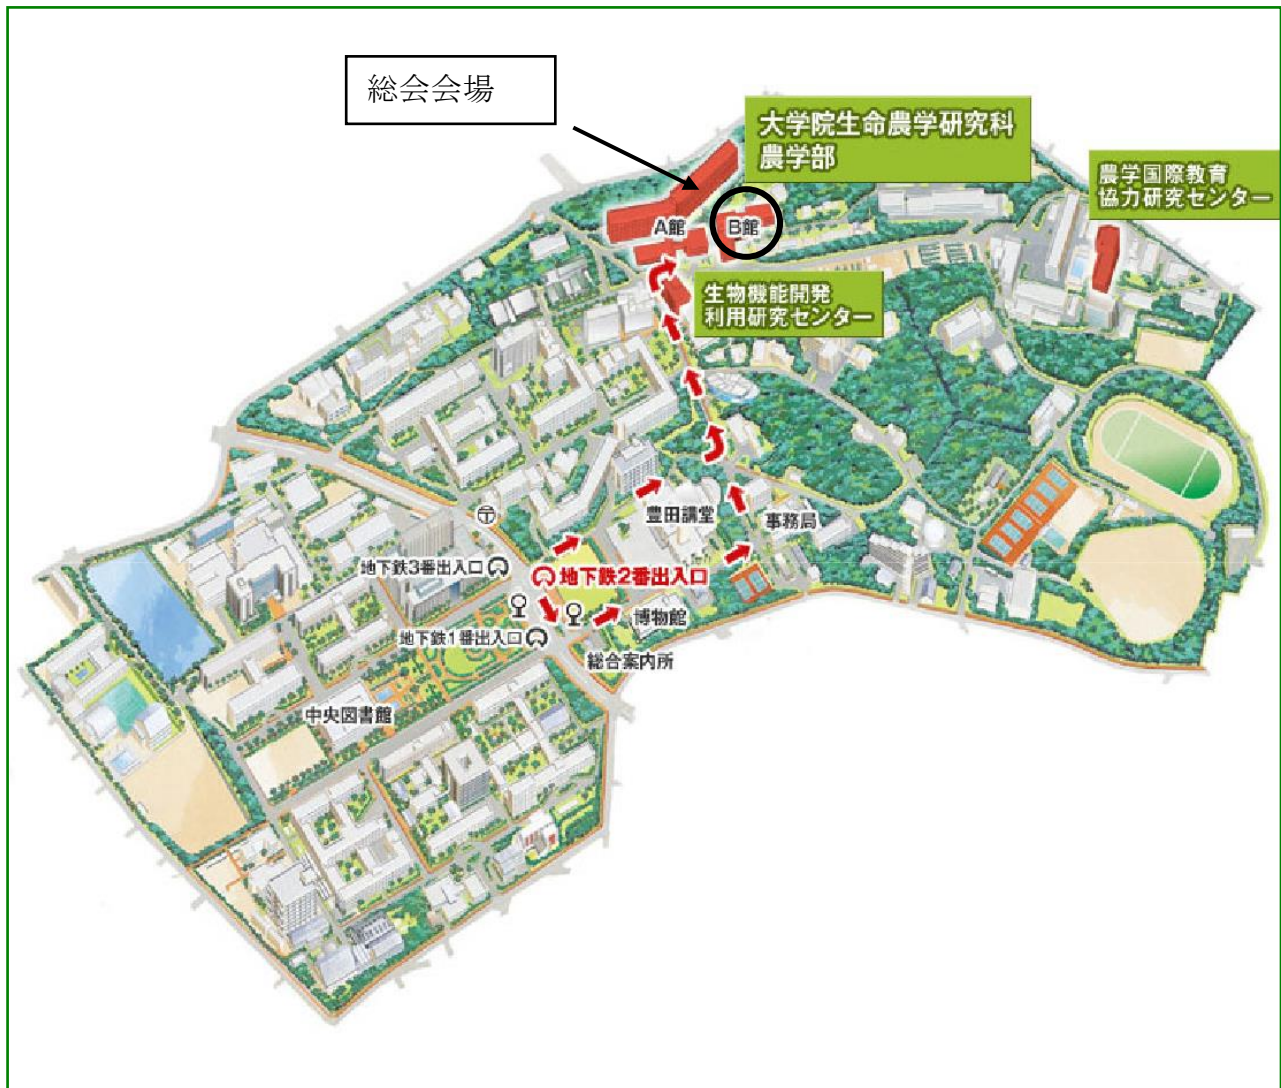 総会会場
大学院生命農学研究科
農学部
農学国際教育
協力研究センター
A館
B館
生物機能開発
利用研究センター
豊田講堂
事務局
地下鉄3番出入口
地下鉄2番出入口
博物館
地下鉄1番出入口
総合案内所
中央図書館